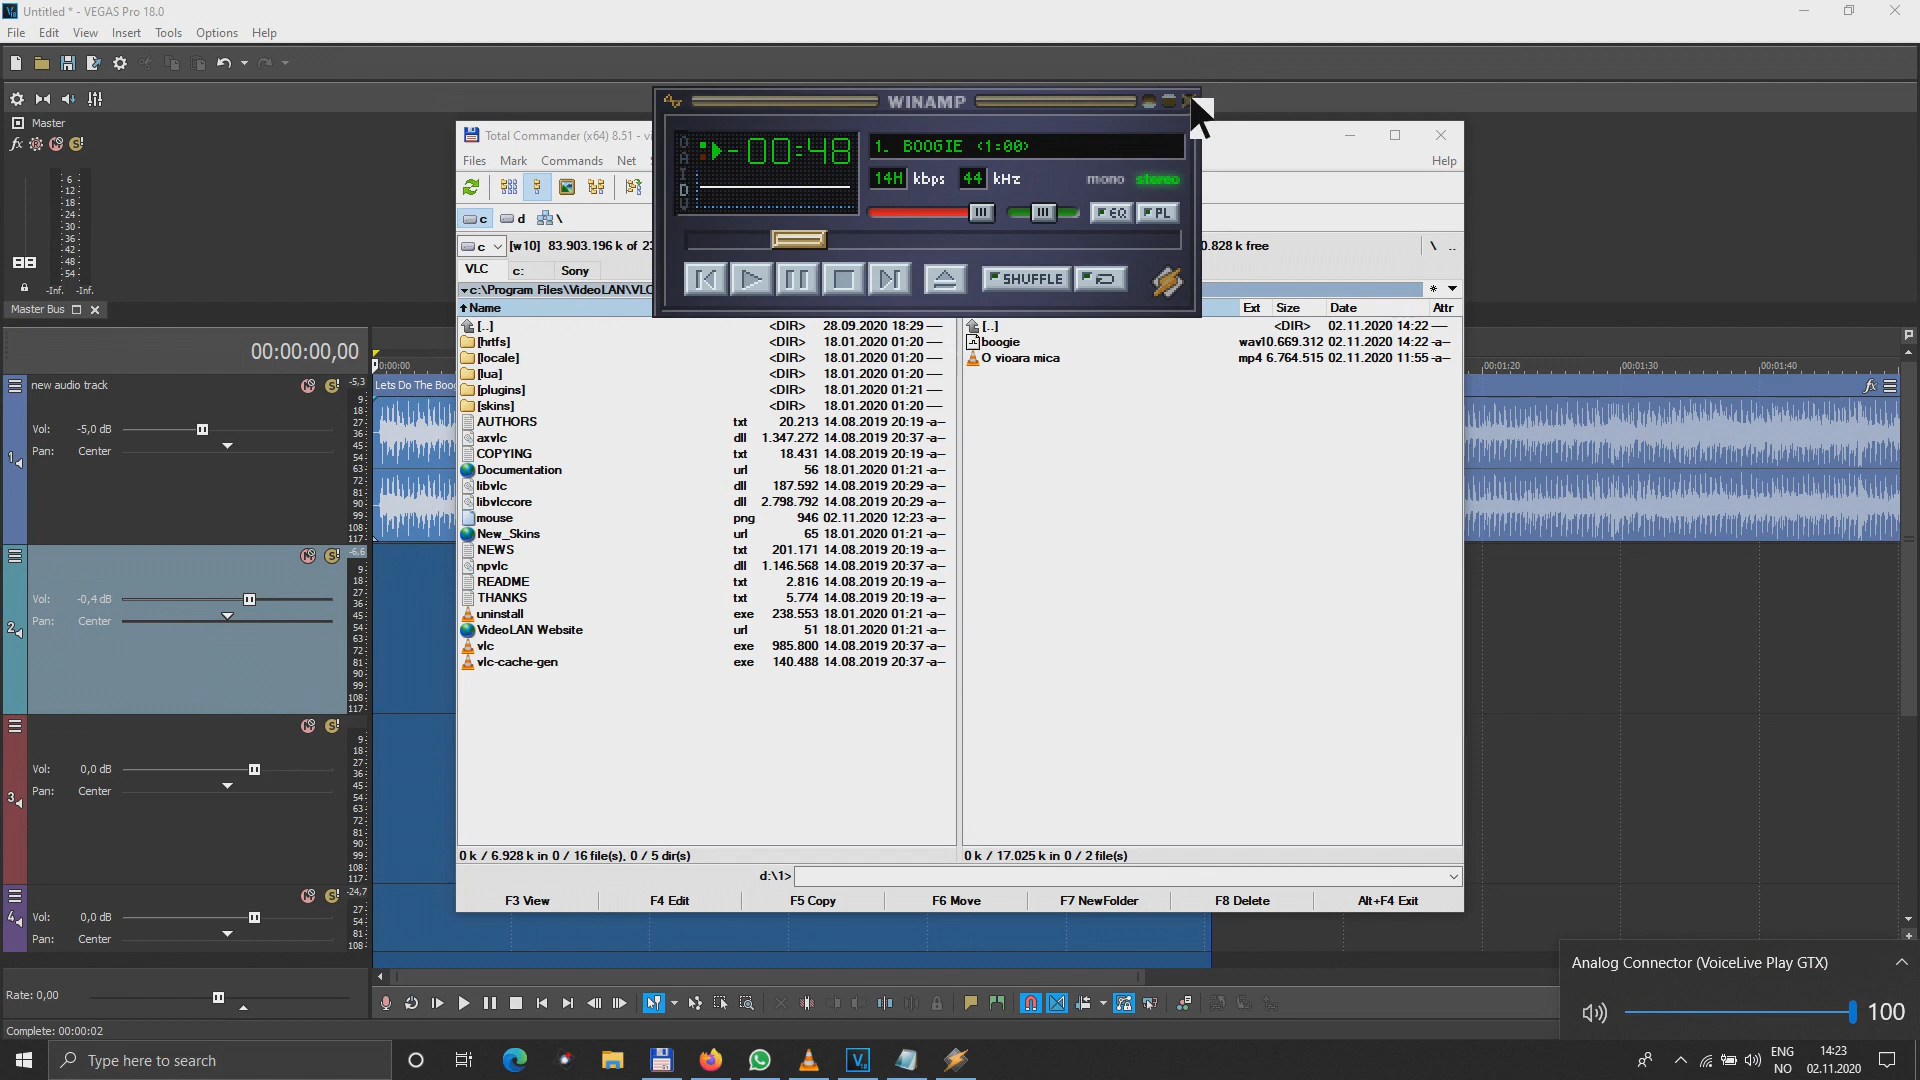 Untitled * - VEGAS Pro 18.0
File Edit View Insert Tools Options Help
Master
Master Bus
00:00:00,00
new audio track
Vol: -5,0 dB
Pan: Center
Vol: -0,4 dB
Pan: Center
Vol: 0,0 dB
Pan: Center
Vol: 0,0 dB
Pan: Center
Rate: 0,00
Complete: 00:00:02
Lets Do The Boo
00:01:20 00:01:30 00:01:40
WINAMP
-00:48
1. BOOGIE (1:00)
14H kbps 44 kHz mono stereo
EQ PL
SHUFFLE
Total Commander (x64) 8.51 - vi
Files Mark Commands Net Help
c d \
c [w10] 83.903.196 k of 23
0.828 k free \ ..
VLC c: Sony
c:\Program Files\VideoLAN\VLC
Name
[..] <DIR> 28.09.2020 18:29 ----
[hrtfs] <DIR> 18.01.2020 01:20 ----
[locale] <DIR> 18.01.2020 01:20 ----
[lua] <DIR> 18.01.2020 01:20 ----
[plugins] <DIR> 18.01.2020 01:21 ----
[skins] <DIR> 18.01.2020 01:20 ----
AUTHORS txt 20.213 14.08.2019 20:19 -a--
axvlc dll 1.347.272 14.08.2019 20:37 -a--
COPYING txt 18.431 14.08.2019 20:19 -a--
Documentation url 56 18.01.2020 01:21 -a--
libvlc dll 187.592 14.08.2019 20:29 -a--
libvlccore dll 2.798.792 14.08.2019 20:29 -a--
mouse png 946 02.11.2020 12:23 -a--
New_Skins url 65 18.01.2020 01:21 -a--
NEWS txt 201.171 14.08.2019 20:19 -a--
npvlc dll 1.146.568 14.08.2019 20:37 -a--
README txt 2.816 14.08.2019 20:19 -a--
THANKS txt 5.774 14.08.2019 20:19 -a--
uninstall exe 238.553 18.01.2020 01:21 -a--
VideoLAN Website url 51 18.01.2020 01:21 -a--
vlc exe 985.800 14.08.2019 20:37 -a--
vlc-cache-gen exe 140.488 14.08.2019 20:37 -a--
0 k / 6.928 k in 0 / 16 file(s), 0 / 5 dir(s)
Ext Size Date Attr
[..] <DIR> 02.11.2020 14:22 ----
boogie wav 10.669.312 02.11.2020 14:22 -a--
O vioara mica mp4 6.764.515 02.11.2020 11:55 -a--
0 k / 17.025 k in 0 / 2 file(s)
d:\1>
F3 View F4 Edit F5 Copy F6 Move F7 NewFolder F8 Delete Alt+F4 Exit
Analog Connector (VoiceLive Play GTX)
100
Type here to search
ENG
NO
14:23
02.11.2020